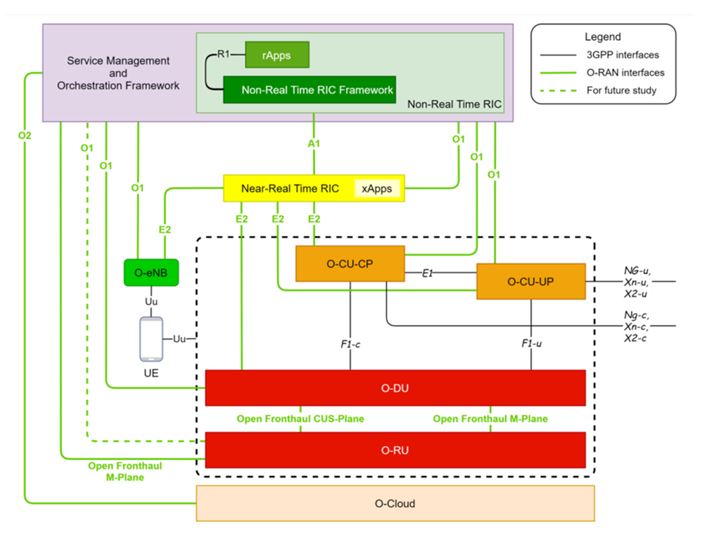 Service Management
and
Orchestration Framework
R1
rApps
Non-Real Time RIC Framework
Non-Real Time RIC
Legend
3GPP interfaces
O-RAN interfaces
For future study
O2
O1
O1
O1
A1
O1
O1
O1
O1
Near-Real Time RIC
xApps
E2
E2
E2
E2
O-eNB
O-CU-CP
E1
O-CU-UP
NG-u,
Xn-u,
X2-u
Uu
Ng-c,
Xn-c,
X2-c
Uu
F1-c
F1-u
UE
O-DU
Open Fronthaul CUS-Plane
Open Fronthaul M-Plane
O-RU
Open Fronthaul
M-Plane
O-Cloud